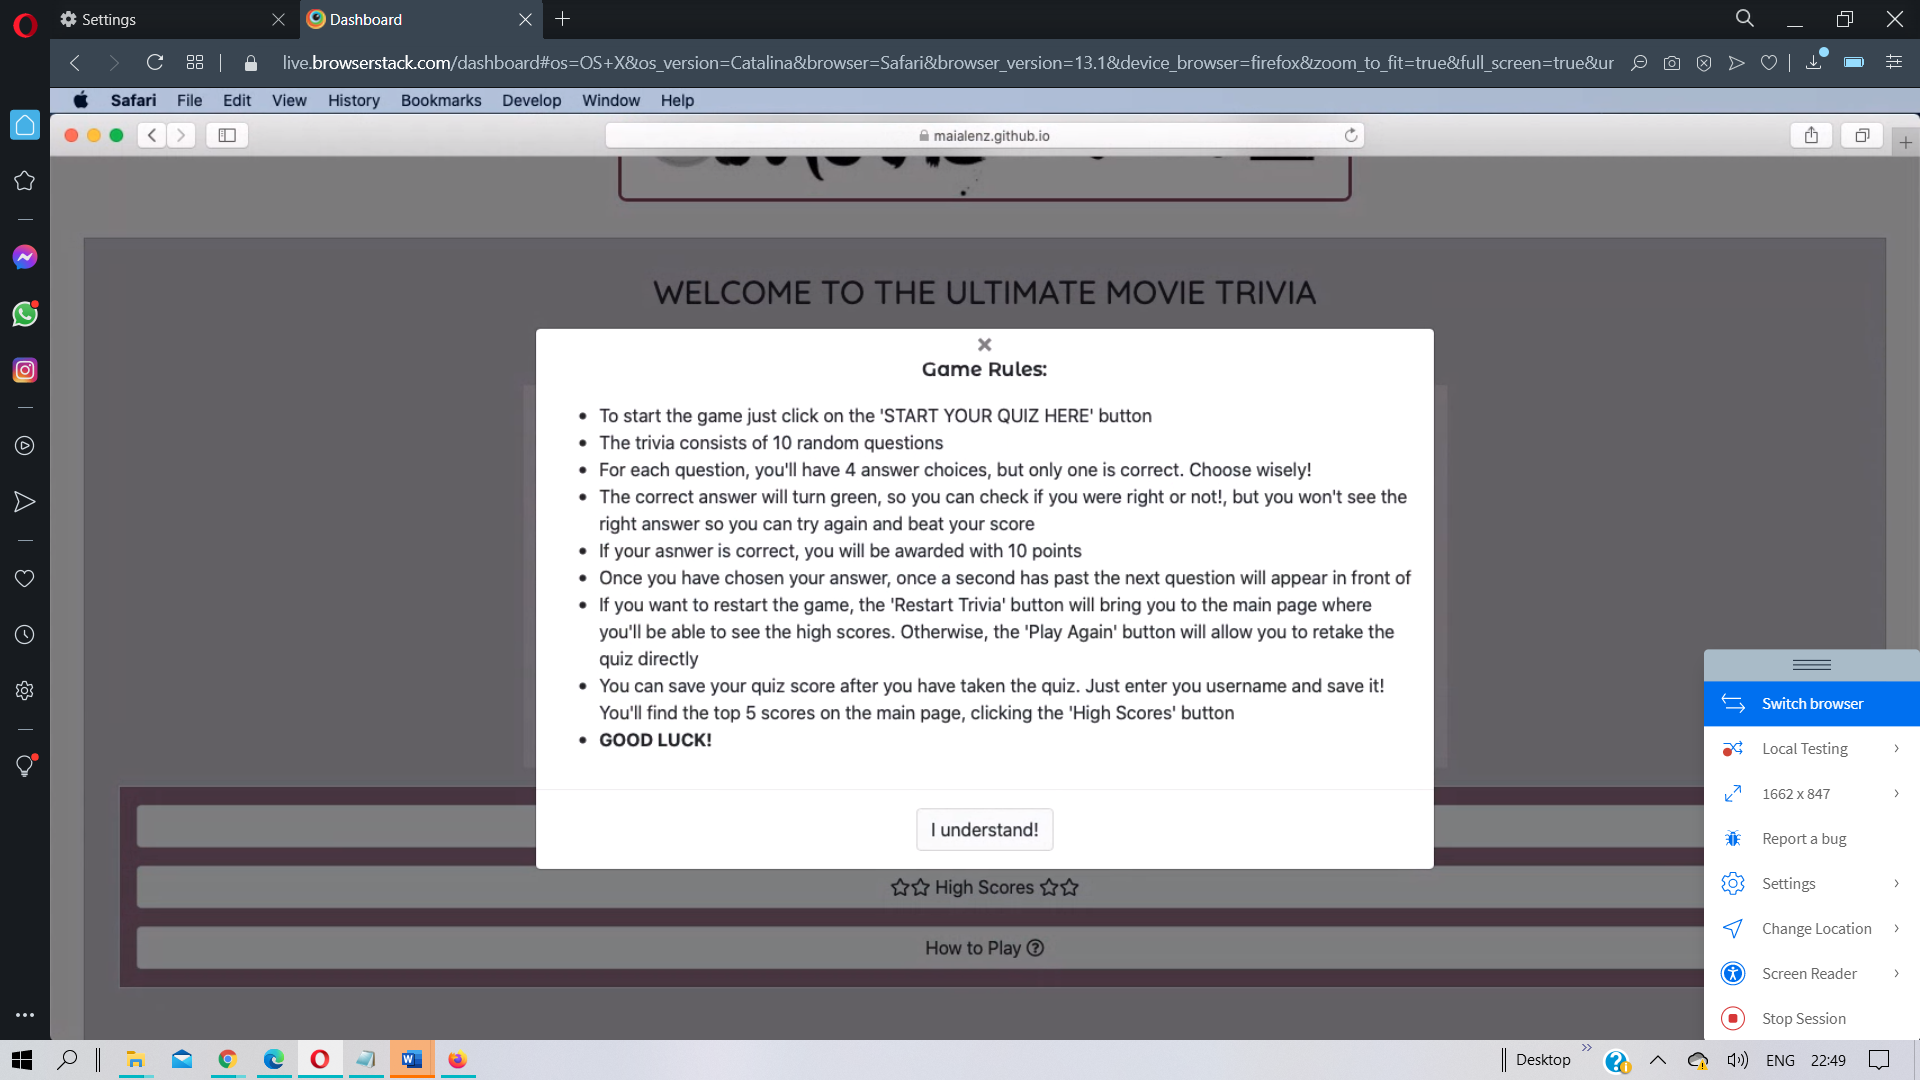 Settings
Dashboard
live.browserstack.com/dashboard#os=OS+X&os_version=Catalina&browser=Safari&browser_version=13.1&device_browser=firefox&zoom_to_fit=true&full_screen=true&ur
Safari File Edit View History Bookmarks Develop Window Help
maialenz.github.io
WELCOME TO THE ULTIMATE MOVIE TRIVIA
Game Rules:
• To start the game just click on the 'START YOUR QUIZ HERE' button
• The trivia consists of 10 random questions
• For each question, you'll have 4 answer choices, but only one is correct. Choose wisely!
• The correct answer will turn green, so you can check if you were right or not!, but you won't see the
right answer so you can try again and beat your score
• If your asnwer is correct, you will be awarded with 10 points
• Once you have chosen your answer, once a second has past the next question will appear in front of
• If you want to restart the game, the 'Restart Trivia' button will bring you to the main page where
you'll be able to see the high scores. Otherwise, the 'Play Again' button will allow you to retake the
quiz directly
• You can save your quiz score after you have taken the quiz. Just enter you username and save it!
You'll find the top 5 scores on the main page, clicking the 'High Scores' button
• GOOD LUCK!
I understand!
High Scores
How to Play
Switch browser
Local Testing
1662 x 847
Report a bug
Settings
Change Location
Screen Reader
Stop Session
Desktop
ENG
22:49